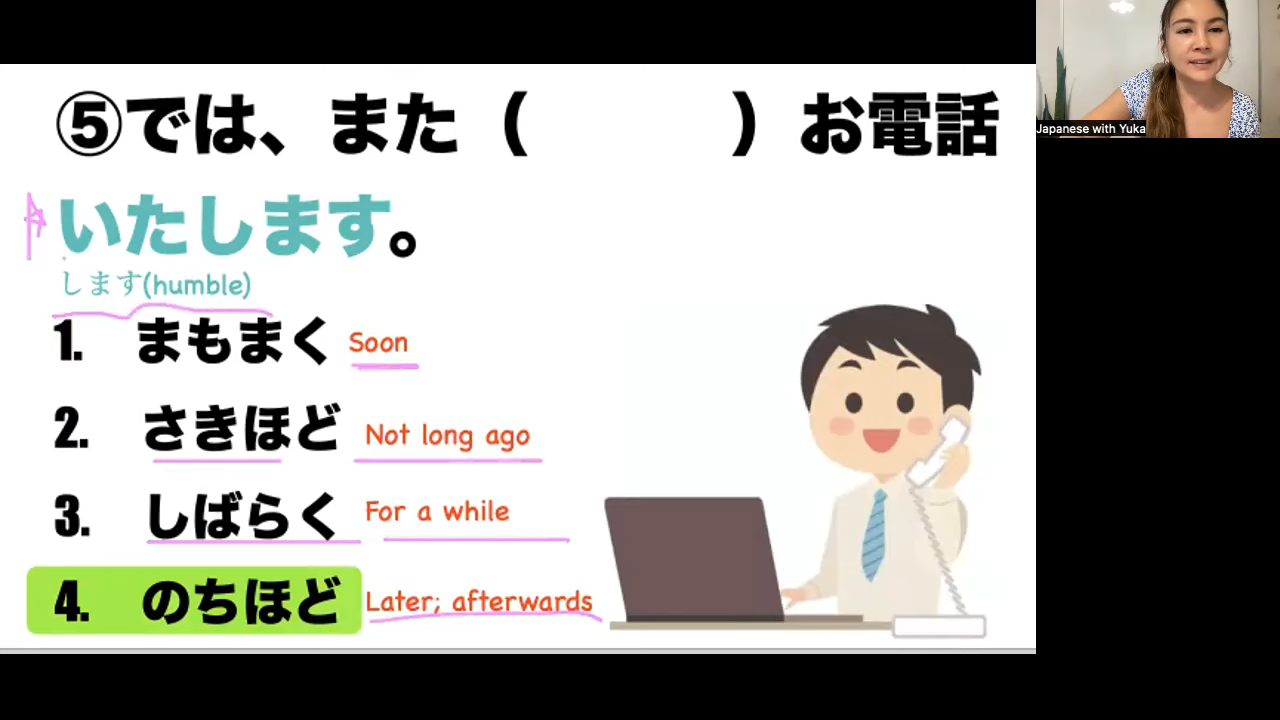 ⑤では、また（　　　）お電話
いたします。
します(humble)
1. まもまく Soon
2. さきほど Not long ago
3. しばらく For a while
4. のちほど Later; afterwards
Japanese with Yuka